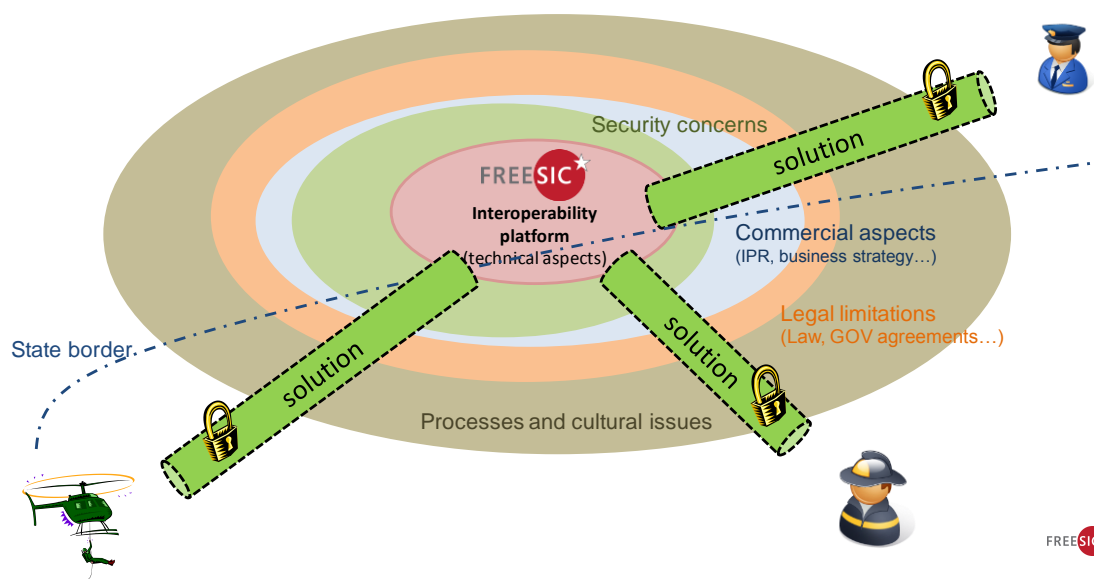 Security concerns
solution
FREESIC
Interoperability
platform
(technical aspects)
Commercial aspects
(IPR, business strategy…)
Legal limitations
(Law, GOV agreements…)
State border
solution
solution
Processes and cultural issues
FREESIC